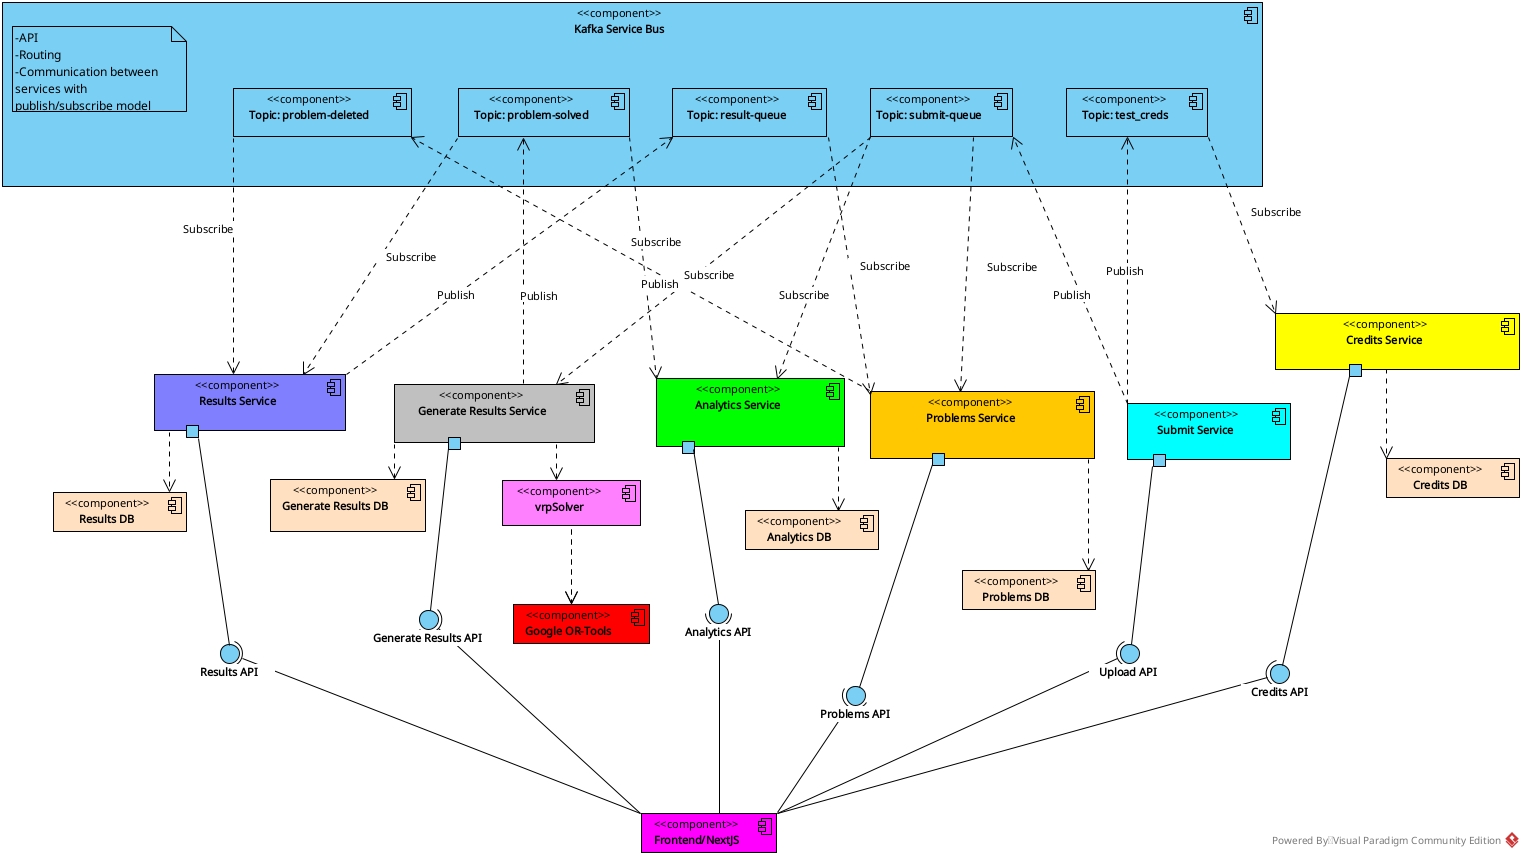 <<component>>
Kafka Service Bus
-API
-Routing
-Communication between
services with
publish/subscribe model
<<component>>
Topic: problem-deleted
<<component>>
Topic: problem-solved
<<component>>
Topic: result-queue
<<component>>
Topic: submit-queue
<<component>>
Topic: test_creds
Subscribe
Subscribe
Publish
Publish
Subscribe
Publish
Subscribe
Subscribe
Subscribe
Subscribe
Publish
Publish
Subscribe
<<component>>
Credits Service
<<component>>
Results Service
<<component>>
Generate Results Service
<<component>>
Analytics Service
<<component>>
Problems Service
<<component>>
Submit Service
<<component>>
Results DB
<<component>>
Generate Results DB
<<component>>
vrpSolver
<<component>>
Analytics DB
<<component>>
Credits DB
<<component>>
Problems DB
<<component>>
Google OR-Tools
Generate Results API
Analytics API
Results API
Upload API
Credits API
Problems API
<<component>>
Frontend/NextJS
Powered By Visual Paradigm Community Edition